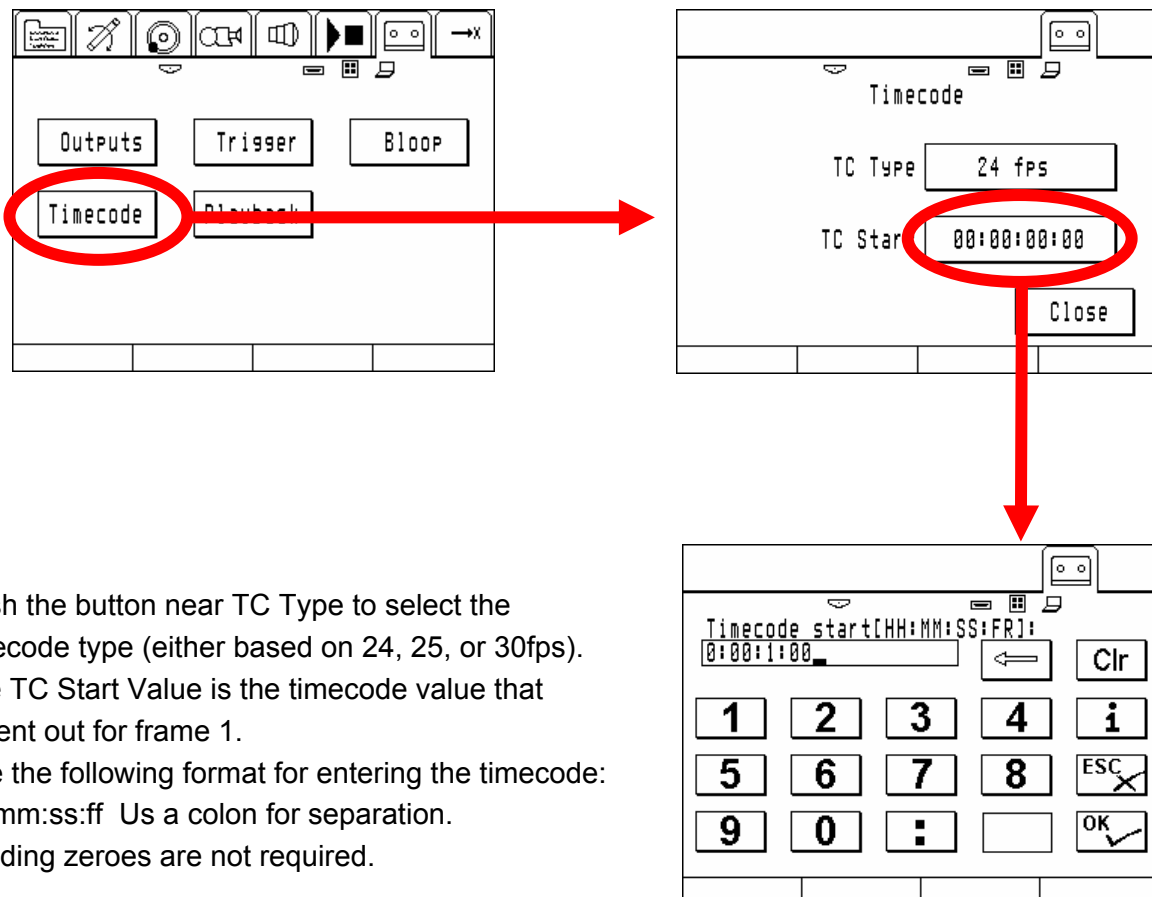 Outputs
Trigger
Bloop
Timecode
Timecode
TC Type
24 fps
TC Star
00:00:00:00
Close
sh the button near TC Type to select the
ecode type (either based on 24, 25, or 30fps).
e TC Start Value is the timecode value that
ent out for frame 1.
e the following format for entering the timecode:
mm:ss:ff Us a colon for separation.
ding zeroes are not required.
Timecode start[HH:MM:SS:FR]:
0:00:1:00_
Clr
1 2 3 4 i
5 6 7 8 ESC
9 0 : OK